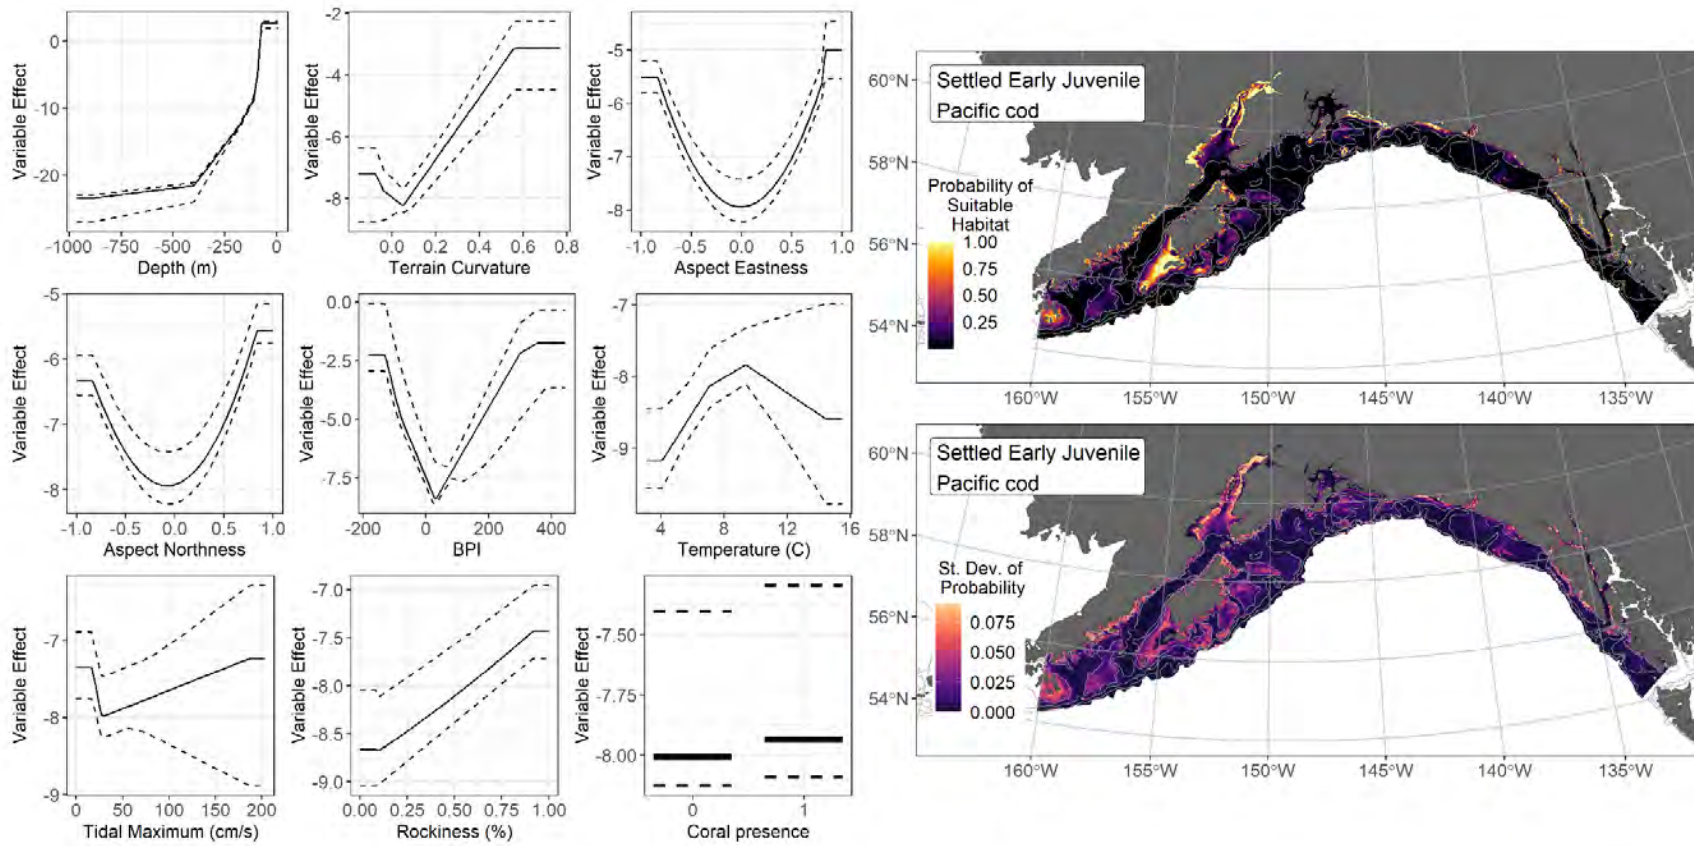 0
-10
-20
Variable Effect
-1000
-750
-500
-250
0
Depth (m)
-2
-4
-6
-8
Variable Effect
0.0
0.2
0.4
0.6
0.8
Terrain Curvature
-5
-6
-7
-8
Variable Effect
-1.0
-0.5
0.0
0.5
1.0
Aspect Eastness
-5
-6
-7
-8
Variable Effect
-1.0
-0.5
0.0
0.5
1.0
Aspect Northness
0.0
-2.5
-5.0
-7.5
Variable Effect
-200
0
200
400
BPI
-7
-8
-9
Variable Effect
4
8
12
16
Temperature (C)
-7
-8
-9
Variable Effect
0
50
100
150
200
Tidal Maximum (cm/s)
-7.0
-7.5
-8.0
-8.5
-9.0
Variable Effect
0.00
0.25
0.50
0.75
1.00
Rockiness (%)
-7.50
-7.75
-8.00
Variable Effect
0
1
Coral presence
Settled Early Juvenile
Pacific cod
60°N
58°N
56°N
54°N
Probability of
Suitable
Habitat
1.00
0.75
0.50
0.25
160°W
155°W
150°W
145°W
140°W
135°W
Settled Early Juvenile
Pacific cod
60°N
58°N
56°N
54°N
St. Dev. of
Probability
0.075
0.050
0.025
0.000
160°W
155°W
150°W
145°W
140°W
135°W